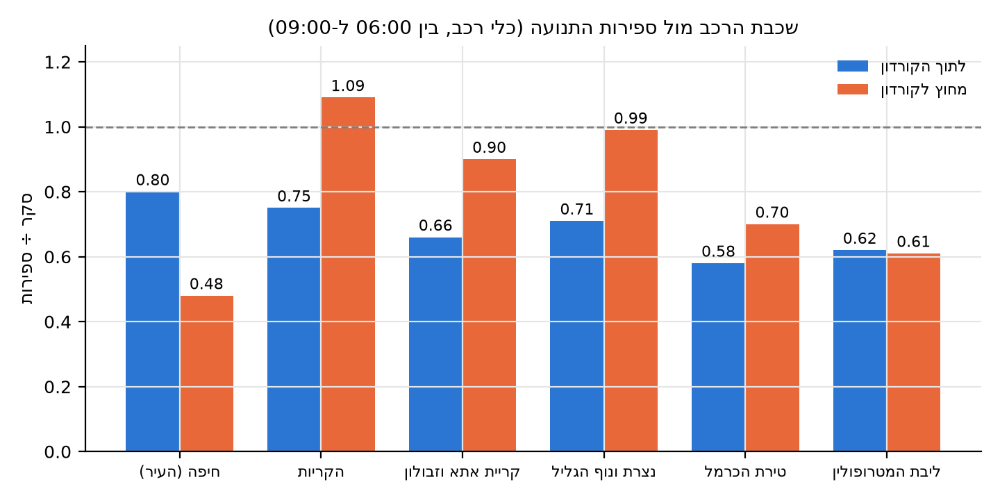 שכבת הרכב מול ספירות התנועה (כלי רכב, בין 06:00 ל-09:00)
לתוך הקורדון
מחוץ לקורדון
סקר ÷ ספירות
1.2
1.0
0.8
0.6
0.4
0.2
0.0
0.80
0.48
0.75
1.09
0.66
0.90
0.71
0.99
0.58
0.70
0.62
0.61
חיפה (העיר)
הקריות
קריית אתא וזבולון
נצרת ונוף הגליל
טירת הכרמל
ליבת המטרופולין